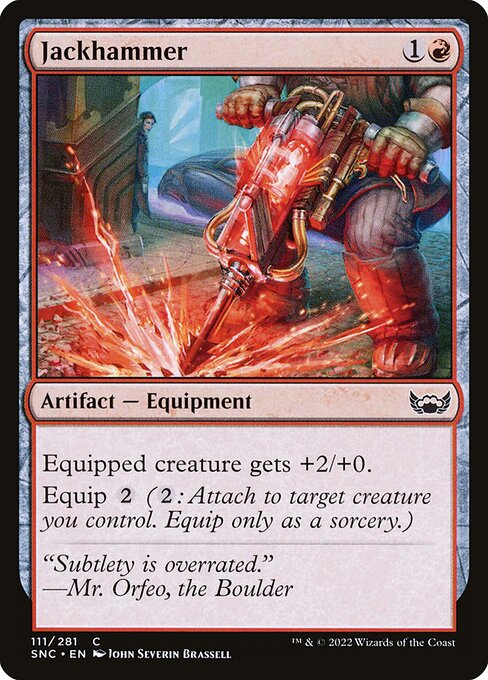 Jackhammer 1
Artifact — Equipment
Equipped creature gets +2/+0.
Equip 2 (2: Attach to target creature
you control. Equip only as a sorcery.)
“Subtlety is overrated.”
—Mr. Orfeo, the Boulder
111/281 C
SNC • EN John Severin Brassell
™ & © 2022 Wizards of the Coast